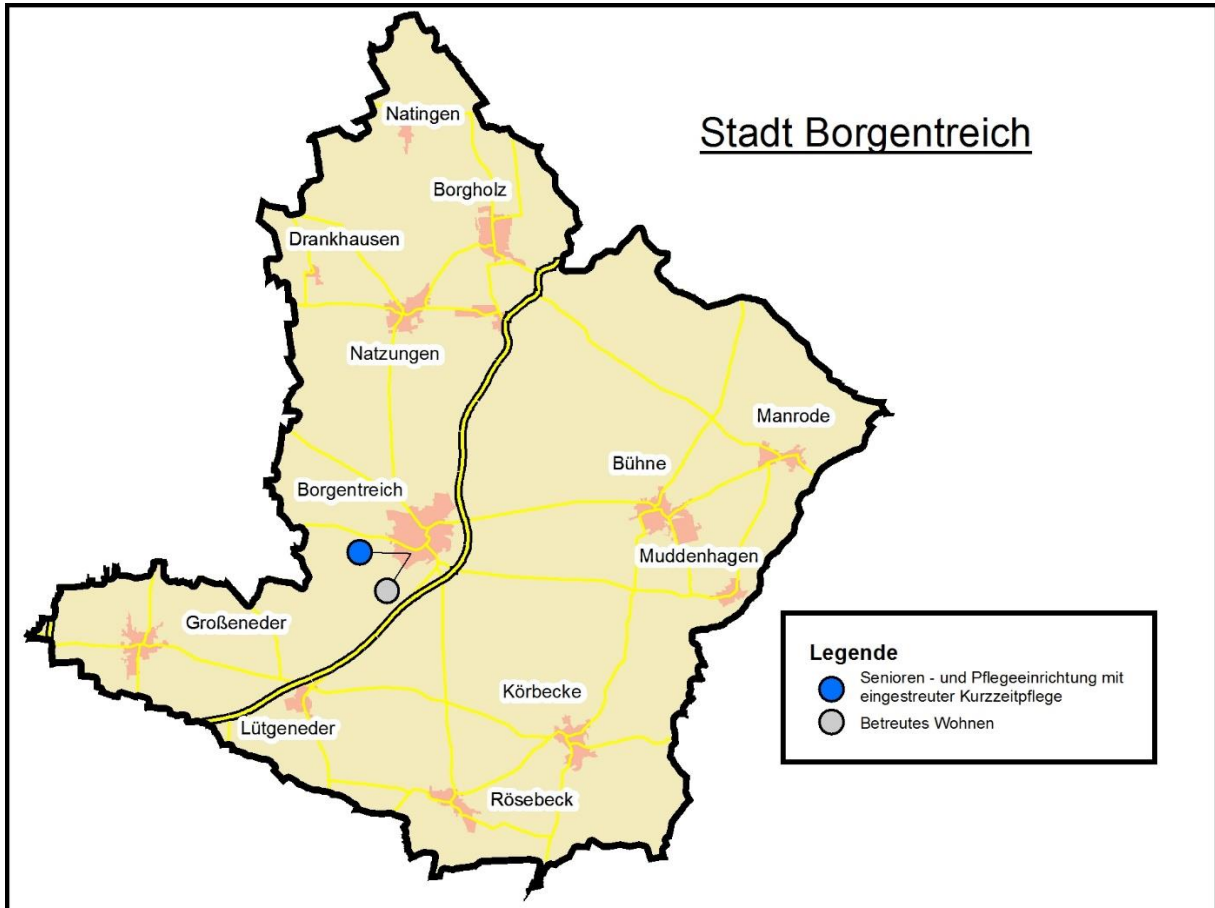 Stadt Borgentreich
Natingen
Borgholz
Drankhausen
Natzungen
Manrode
Bühne
Borgentreich
Muddenhagen
Großeneder
Körbecke
Lütgeneder
Rösebeck
Legende
Senioren - und Pflegeeinrichtung mit
eingestreuter Kurzzeitpflege
Betreutes Wohnen